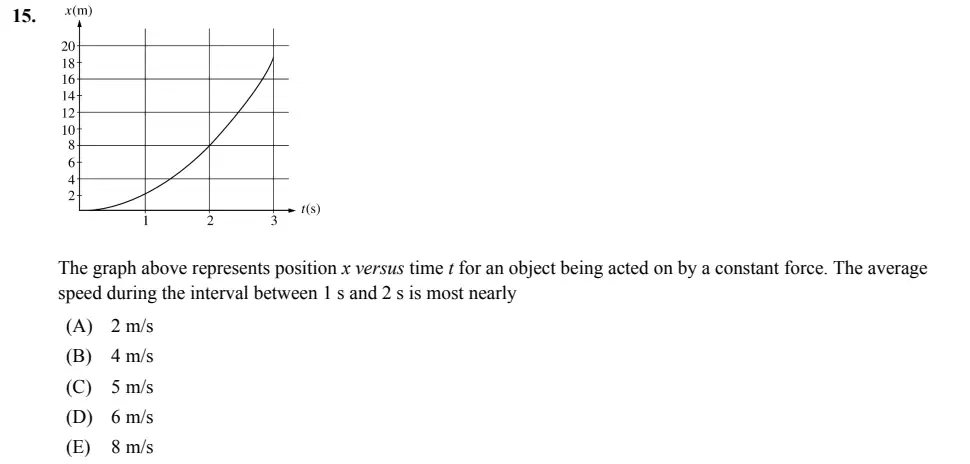 15.
x(m)
20
18
16
14
12
10
8
6
4
2
1 2 3
t(s)
The graph above represents position x versus time t for an object being acted on by a constant force. The average
speed during the interval between 1 s and 2 s is most nearly
(A) 2 m/s
(B) 4 m/s
(C) 5 m/s
(D) 6 m/s
(E) 8 m/s